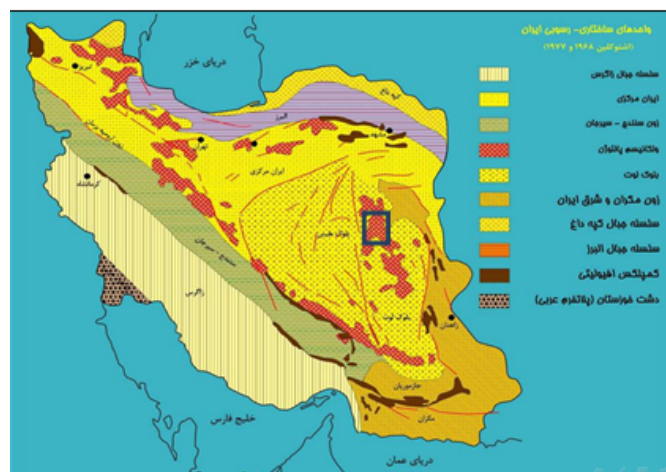 واحدهای ساختاری- رسوبی ایران
(اشتوکلین ۱۹۶۸ و ۱۹۷۷)
سلسله جبال زاگرس
ایران مرکزی
زون سنندج - سیرجان
ولکانیسم پالئوژن
بلوک لوت
زون مکران و شرق ایران
سلسله جبال کپه داغ
سلسله جبال البرز
کمپلکس افیولیتی
دشت خوزستان (پلاتفرم عربی)
دریای خزر
تبریز
کپه داغ
البرز
مشهد
تهران
ایران مرکزی
کرمانشاه
بلوک طبس
سنندج - سیرجان
زاگرس
بلوک لوت
زاهدان
جازموریان
مکران
خلیج فارس
دریای عمان